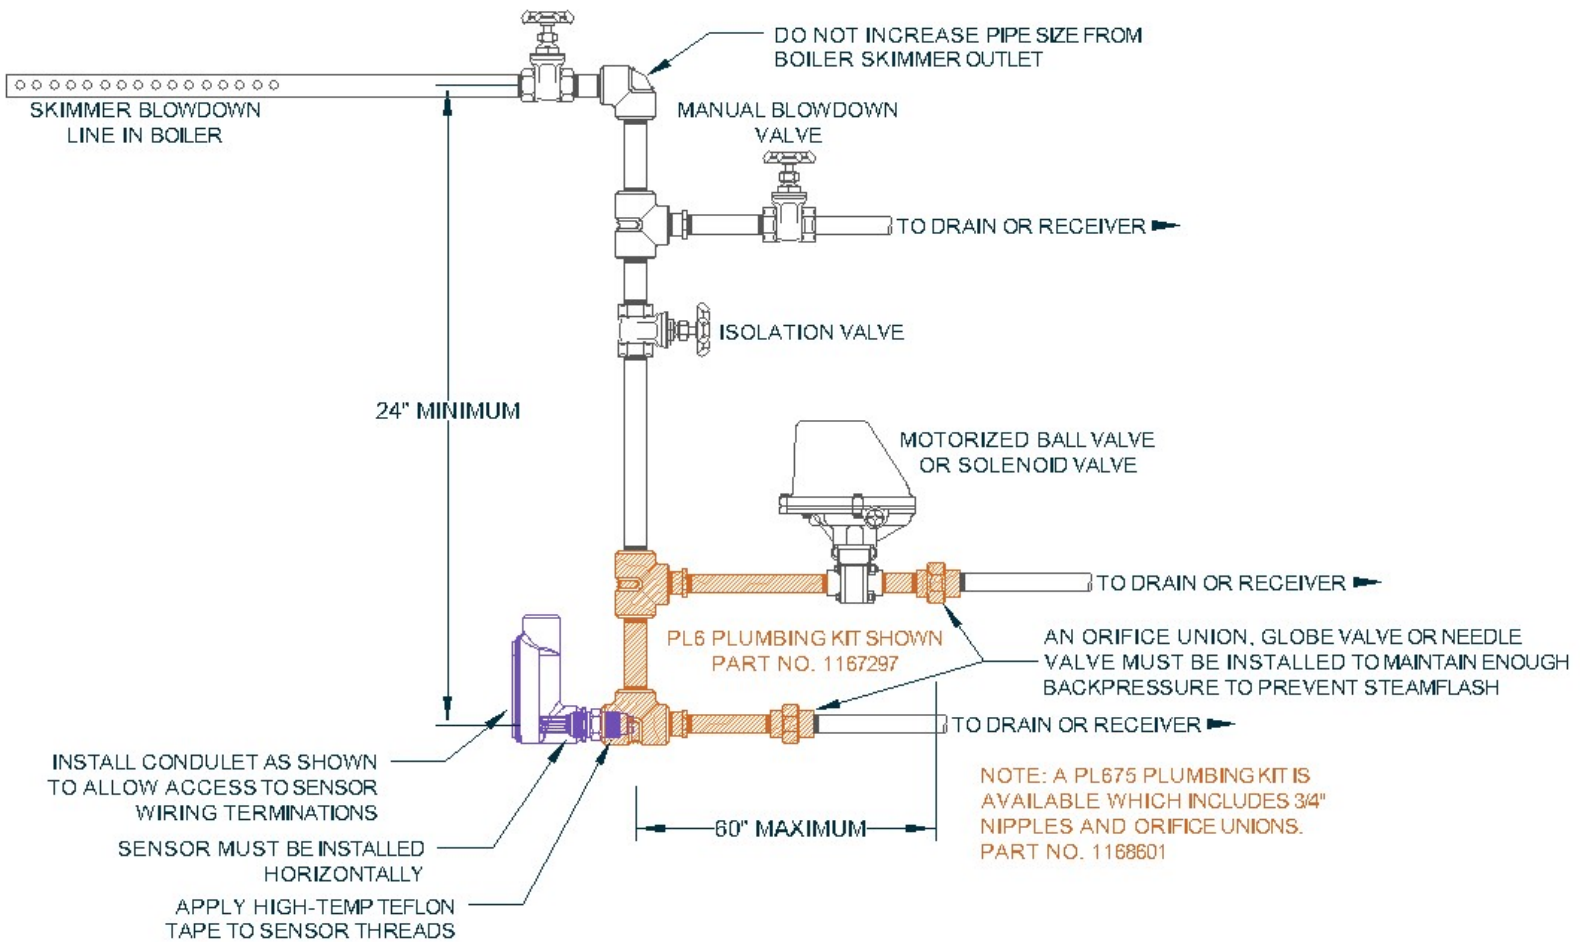 DO NOT INCREASE PIPE SIZE FROM
BOILER SKIMMER OUTLET
SKIMMER BLOWDOWN
LINE IN BOILER
MANUAL BLOWDOWN
VALVE
TO DRAIN OR RECEIVER
ISOLATION VALVE
24" MINIMUM
MOTORIZED BALL VALVE
OR SOLENOID VALVE
TO DRAIN OR RECEIVER
PL6 PLUMBING KIT SHOWN
PART NO. 1167297
AN ORIFICE UNION, GLOBE VALVE OR NEEDLE
VALVE MUST BE INSTALLED TO MAINTAIN ENOUGH
BACKPRESSURE TO PREVENT STEAMFLASH
TO DRAIN OR RECEIVER
INSTALL CONDULET AS SHOWN
TO ALLOW ACCESS TO SENSOR
WIRING TERMINATIONS
NOTE: A PL675 PLUMBING KIT IS
AVAILABLE WHICH INCLUDES 3/4"
NIPPLES AND ORIFICE UNIONS.
PART NO. 1168601
60" MAXIMUM
SENSOR MUST BE INSTALLED
HORIZONTALLY
APPLY HIGH-TEMP TEFLON
TAPE TO SENSOR THREADS